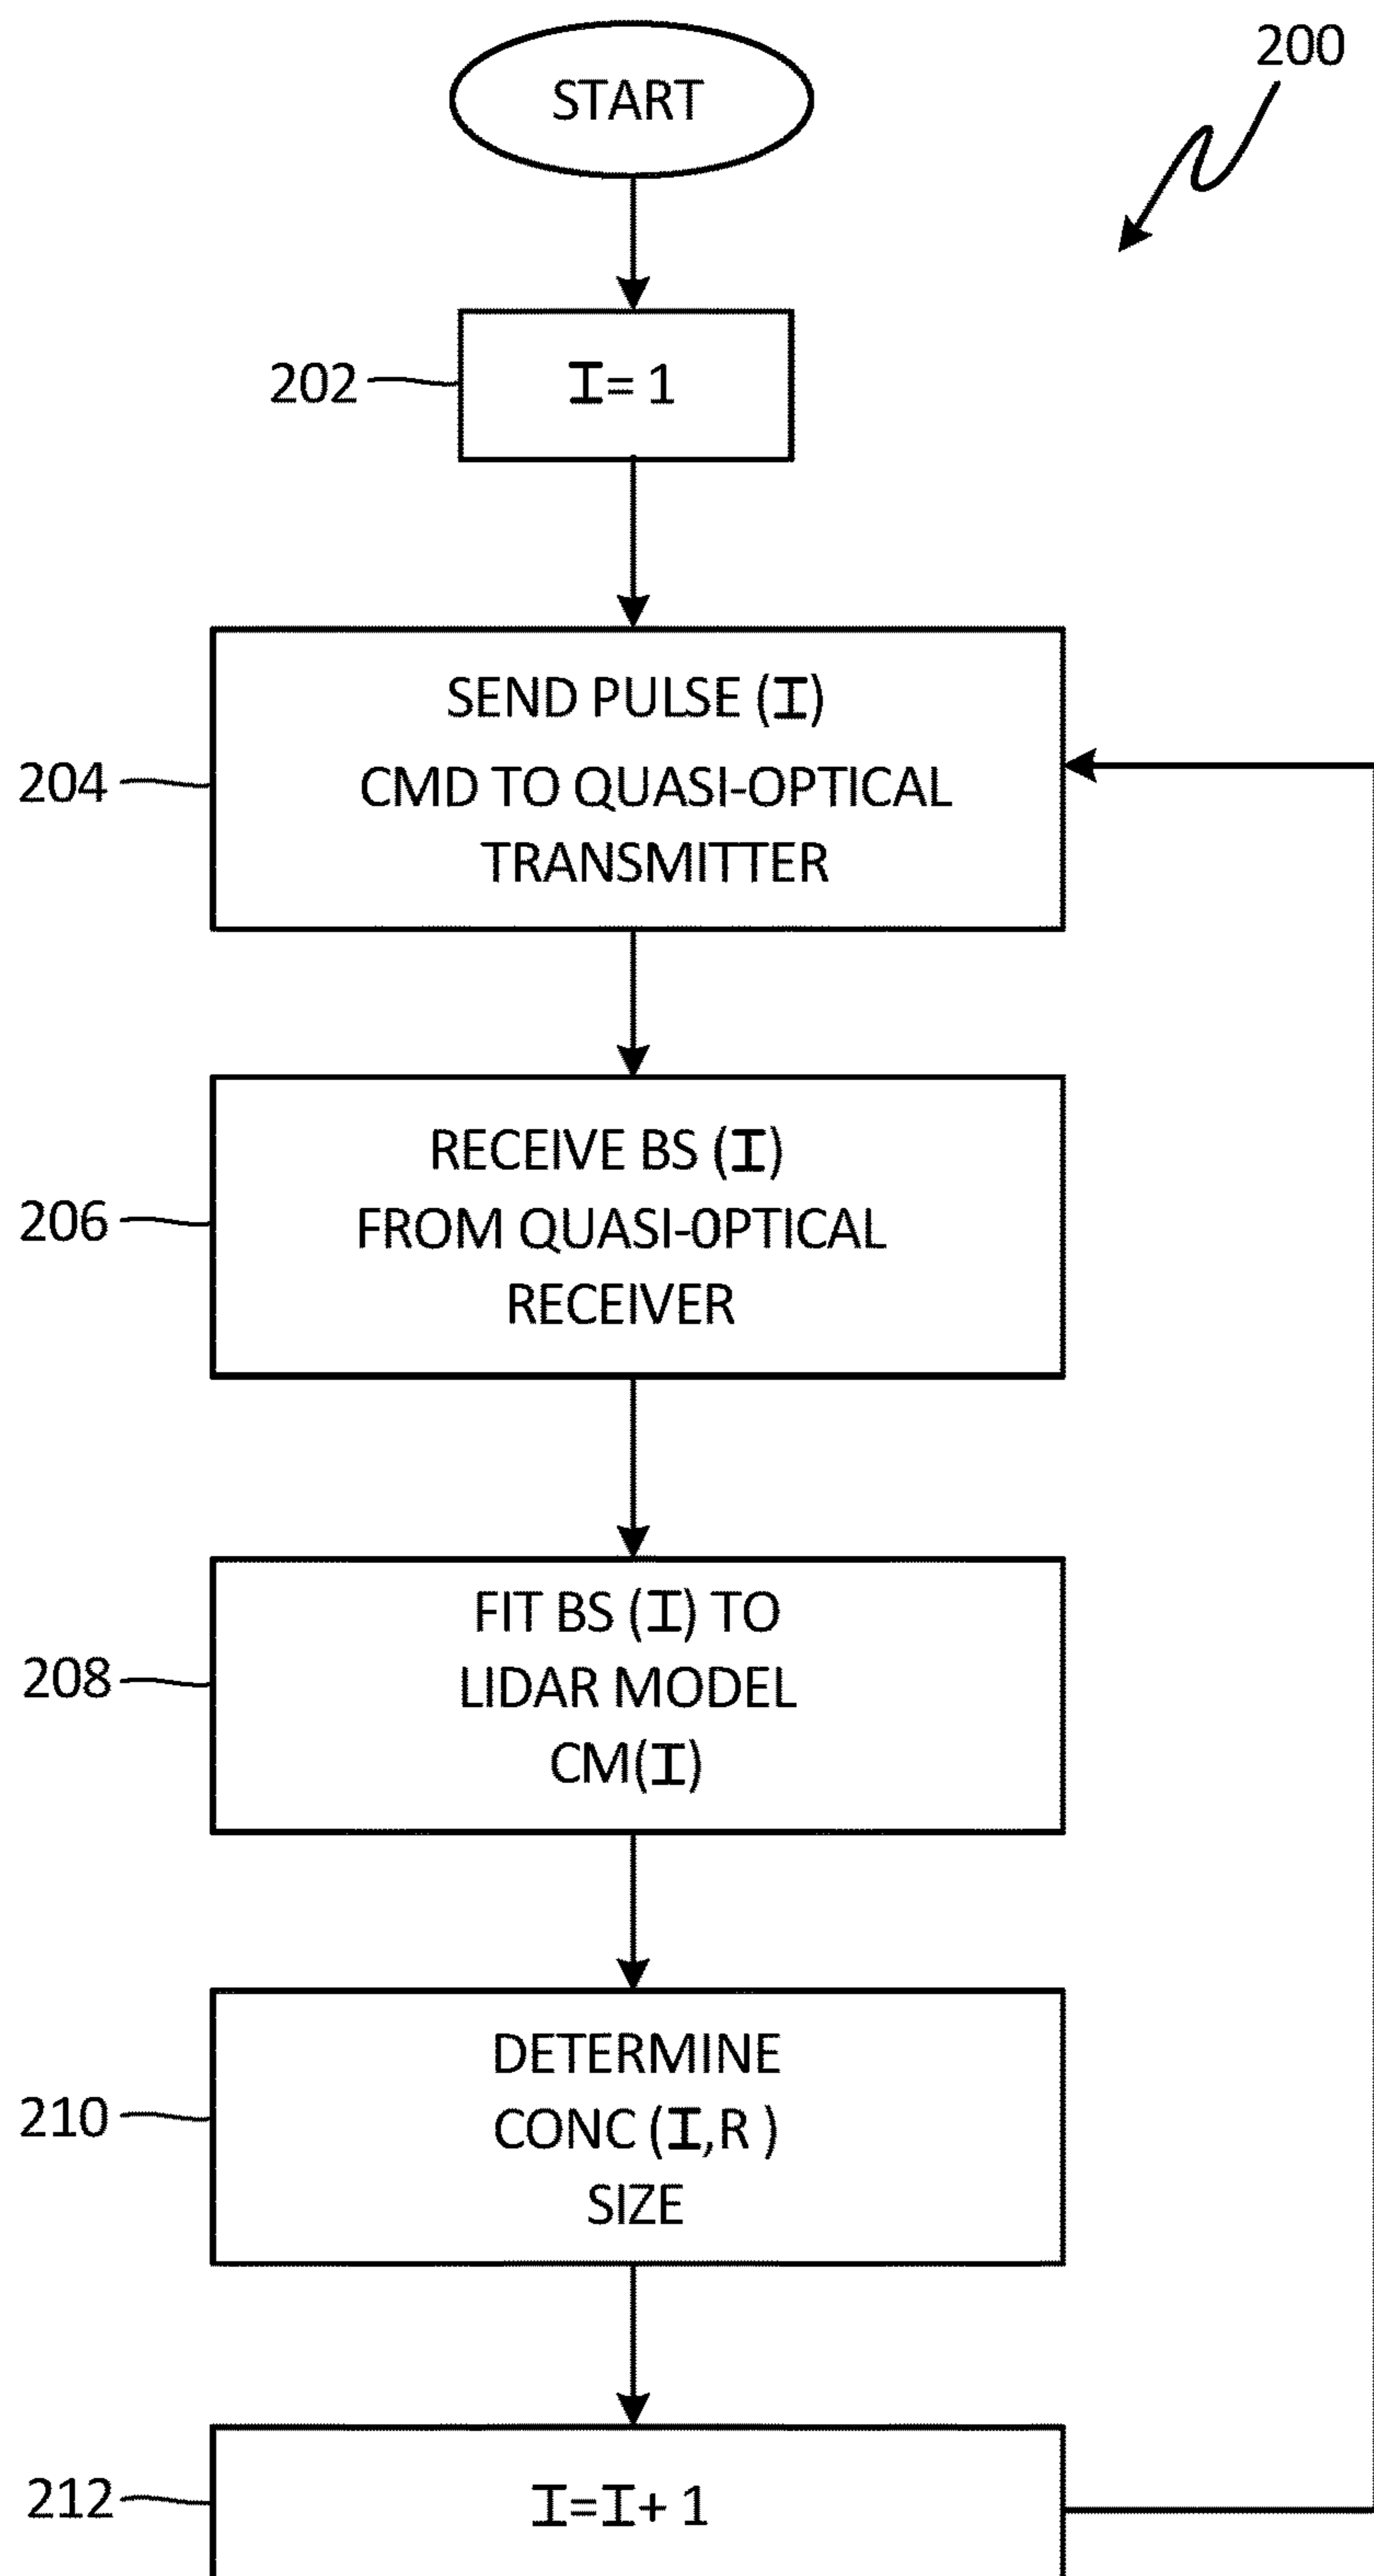 200
START
202
I= 1
SEND PULSE (I)
204
CMD TO QUASI-OPTICAL
TRANSMITTER
RECEIVE BS (I)
206
FROM QUASI-0PTICAL
RECEIVER
FIT BS (I) TO
208
LIDAR MODEL
CM(I)
DETERMINE
210
CONC (I,R )
SIZE
212
I=I+ 1